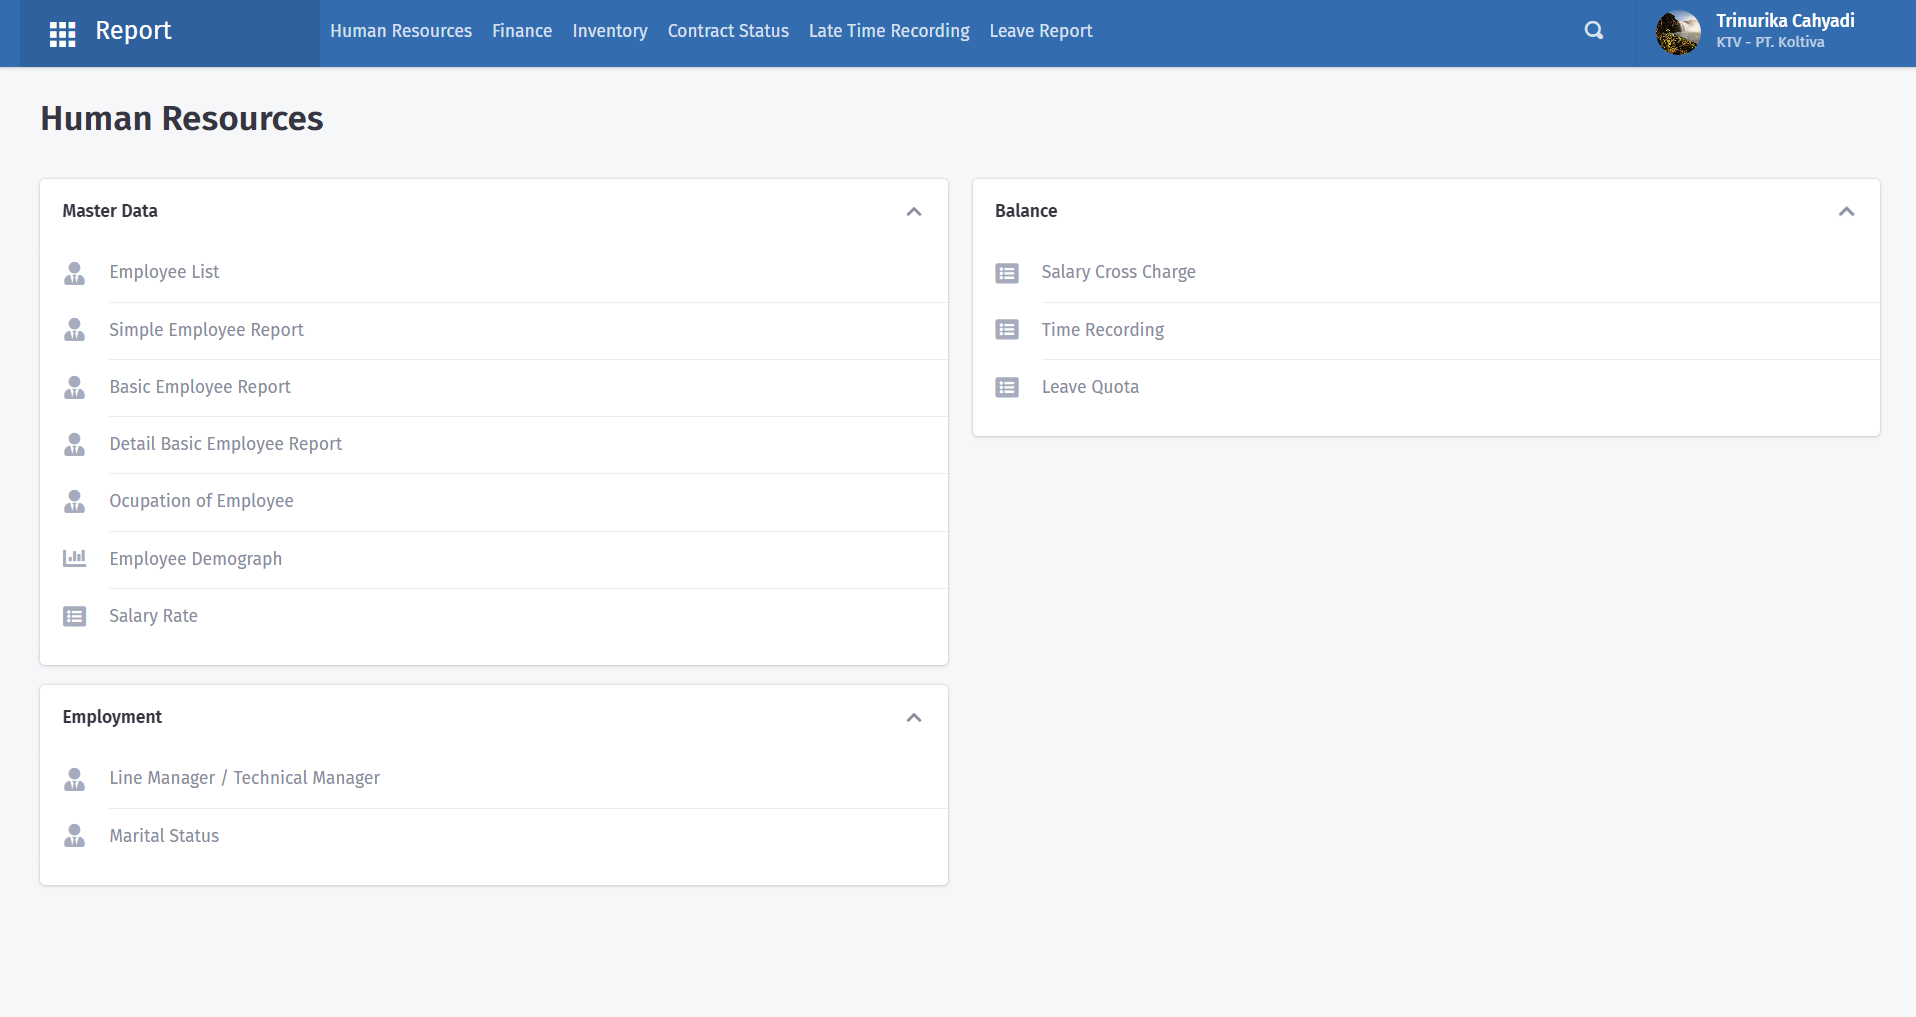 Report
Human Resources
Finance
Inventory
Contract Status
Late Time Recording
Leave Report
Trinurika Cahyadi
KTV - PT. Koltiva
Human Resources
Master Data
Employee List
Simple Employee Report
Basic Employee Report
Detail Basic Employee Report
Ocupation of Employee
Employee Demograph
Salary Rate
Employment
Line Manager / Technical Manager
Marital Status
Balance
Salary Cross Charge
Time Recording
Leave Quota